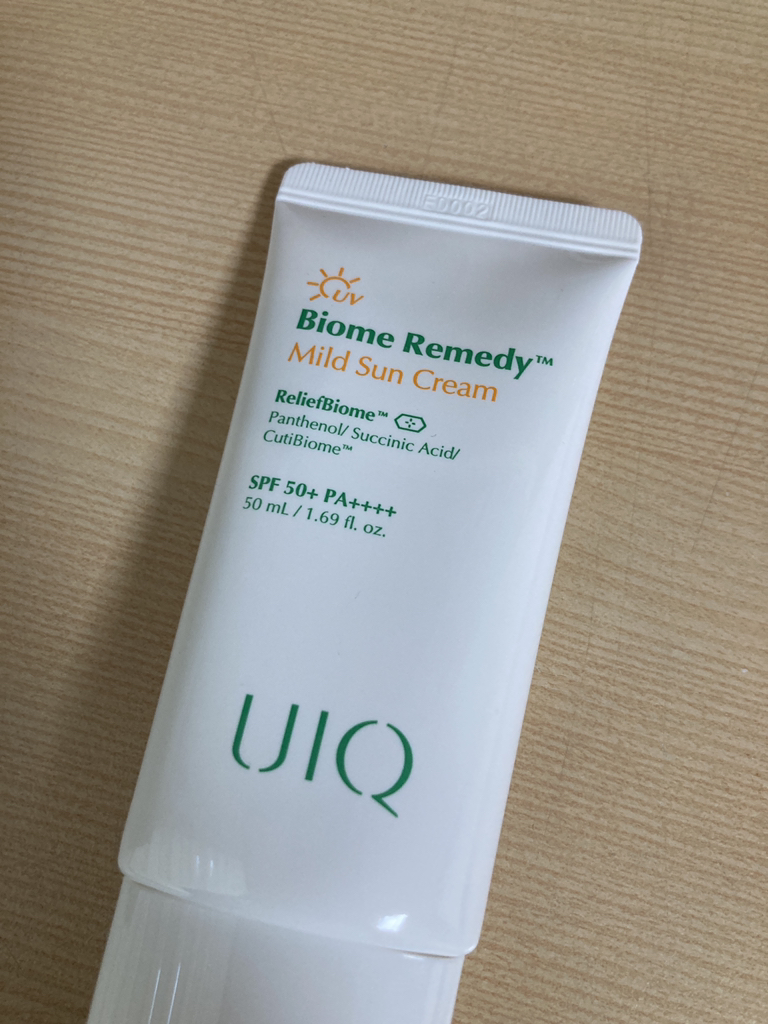 E0002
UV
Biome Remedy™
Mild Sun Cream
ReliefBiome™
Panthenol/ Succinic Acid/
CutiBiome™
SPF 50+ PA++++
50 mL / 1.69 fl. oz.
UIQ